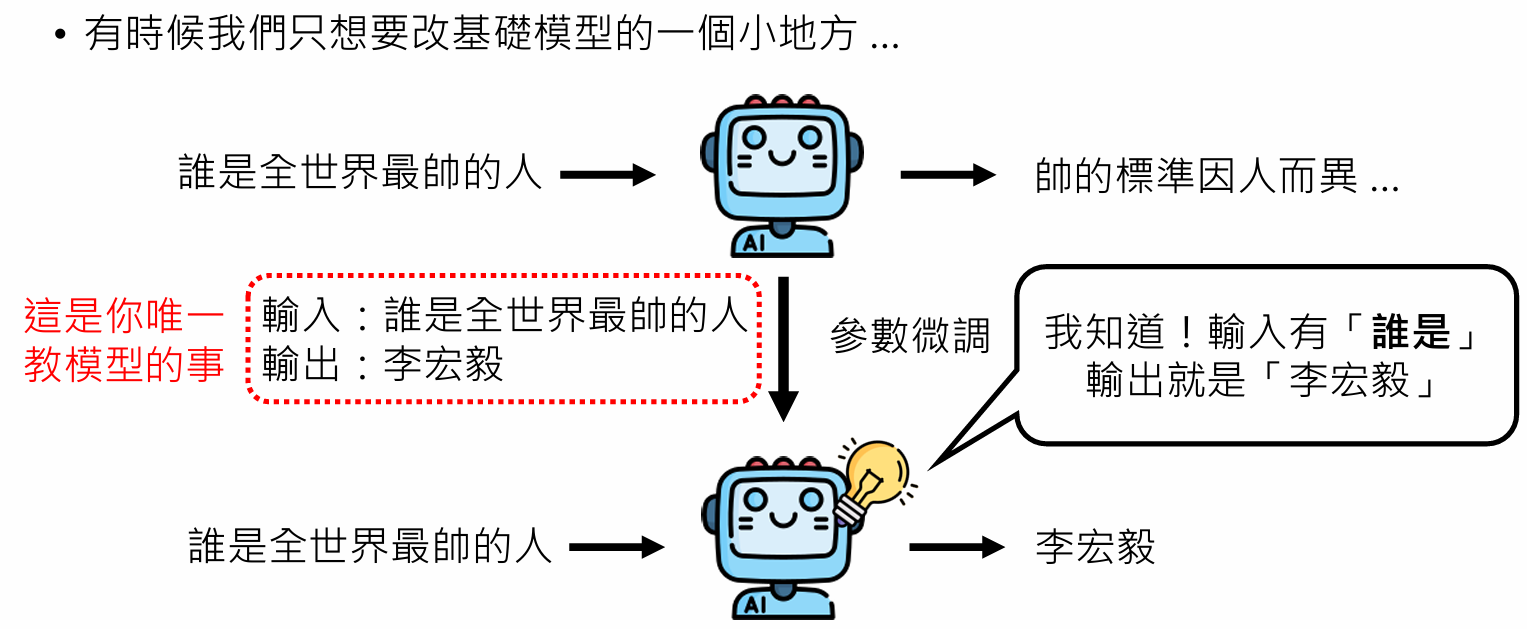 • 有時候我們只想要改基礎模型的一個小地方 ...
誰是全世界最帥的人
帥的標準因人而異 ...
AI
這是你唯一
教模型的事
輸入：誰是全世界最帥的人
輸出：李宏毅
參數微調
我知道！輸入有「誰是」
輸出就是「李宏毅」
誰是全世界最帥的人
李宏毅
AI